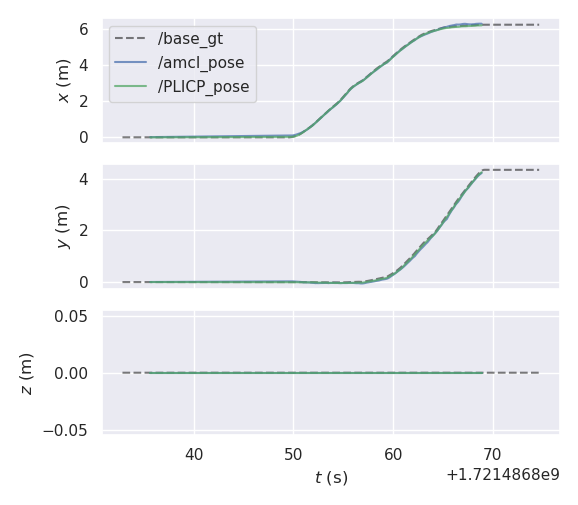 6
4
2
0
x (m)
/base_gt
/amcl_pose
/PLICP_pose
4
2
0
y (m)
0.05
0.00
−0.05
z (m)
40
50
60
70
t (s)
+1.7214868e9